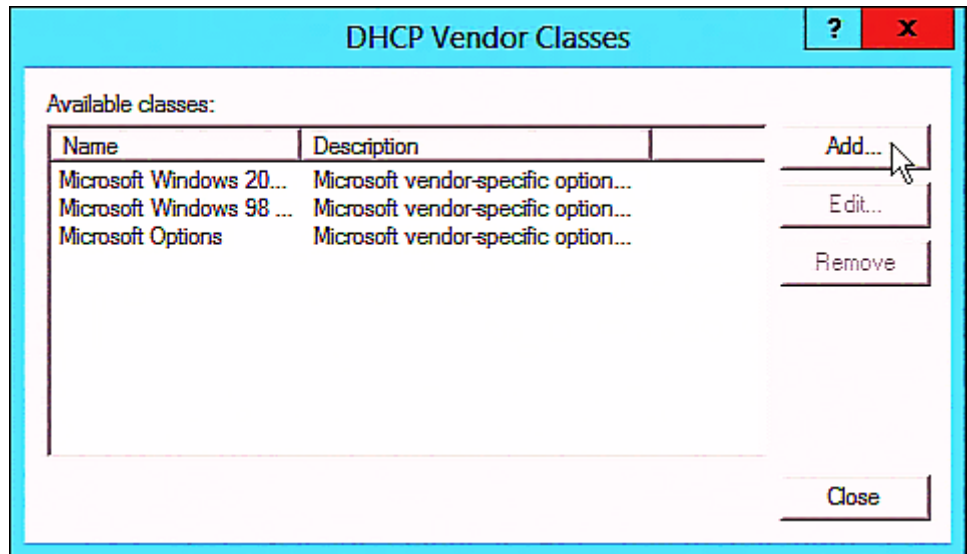 DHCP Vendor Classes ? x
Available classes:
Name Description
Microsoft Windows 20... Microsoft vendor-specific option...
Microsoft Windows 98 ... Microsoft vendor-specific option...
Microsoft Options Microsoft vendor-specific option...
Add...
Edit...
Remove
Close